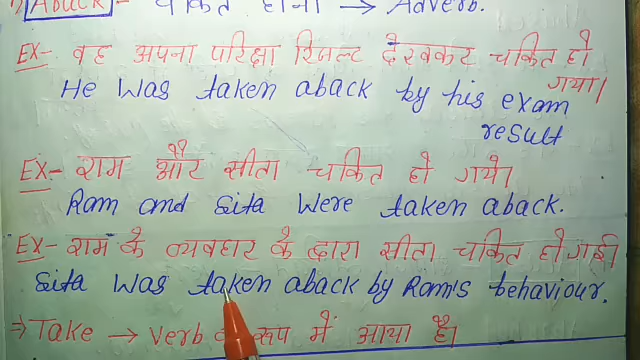 1) Aback :- चकित होना → Adverb.
Ex- वह अपना परिक्षा रिजल्ट देखकर चकित हो गया।
He Was taken aback by his exam result
Ex- राम और सीता चकित हो गये।
Ram and Sita Were taken aback.
Ex- राम के व्यवहार के द्वारा सीता चकित हो गई।
Sita Was taken aback by Ram's behaviour.
⇒ Take → Verb के रूप में आया है।